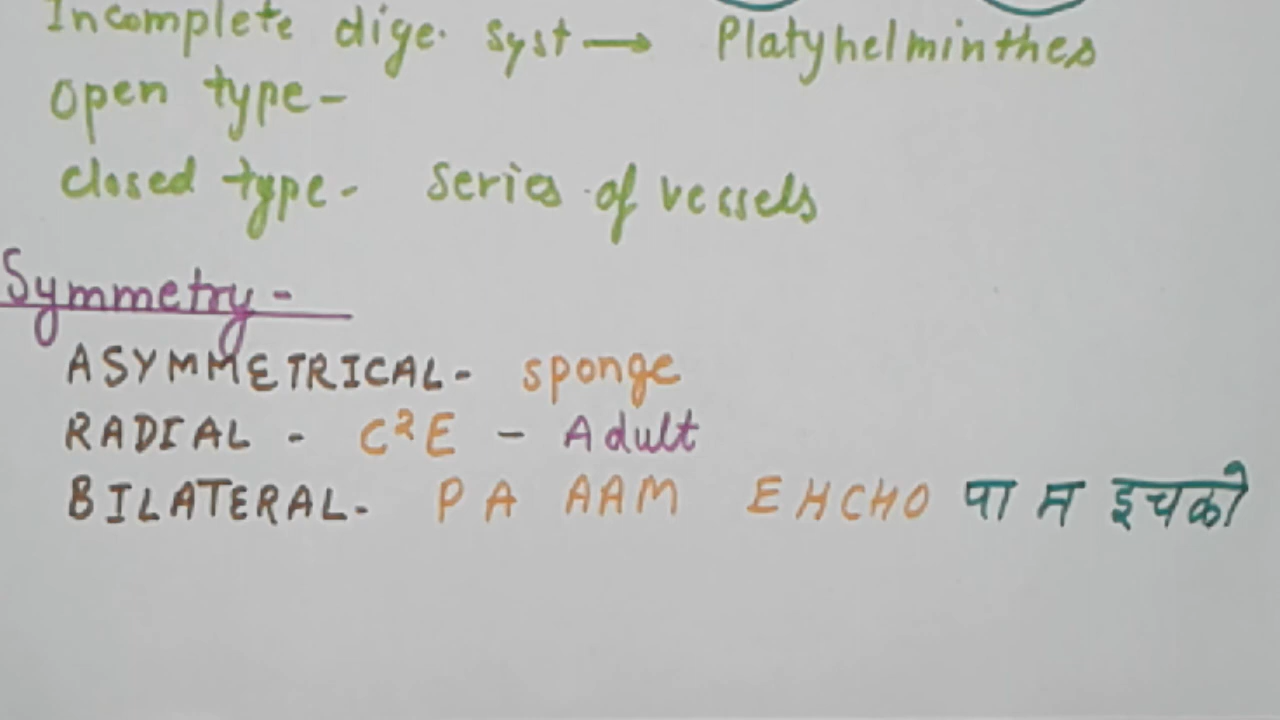 Incomplete dige. syst → Platyhelminthes
open type-
closed type- series of vessels
Symmetry-
ASYMMETRICAL- sponge
RADIAL - C²E - Adult
BILATERAL- P A AAM EHCHO पा म इचको